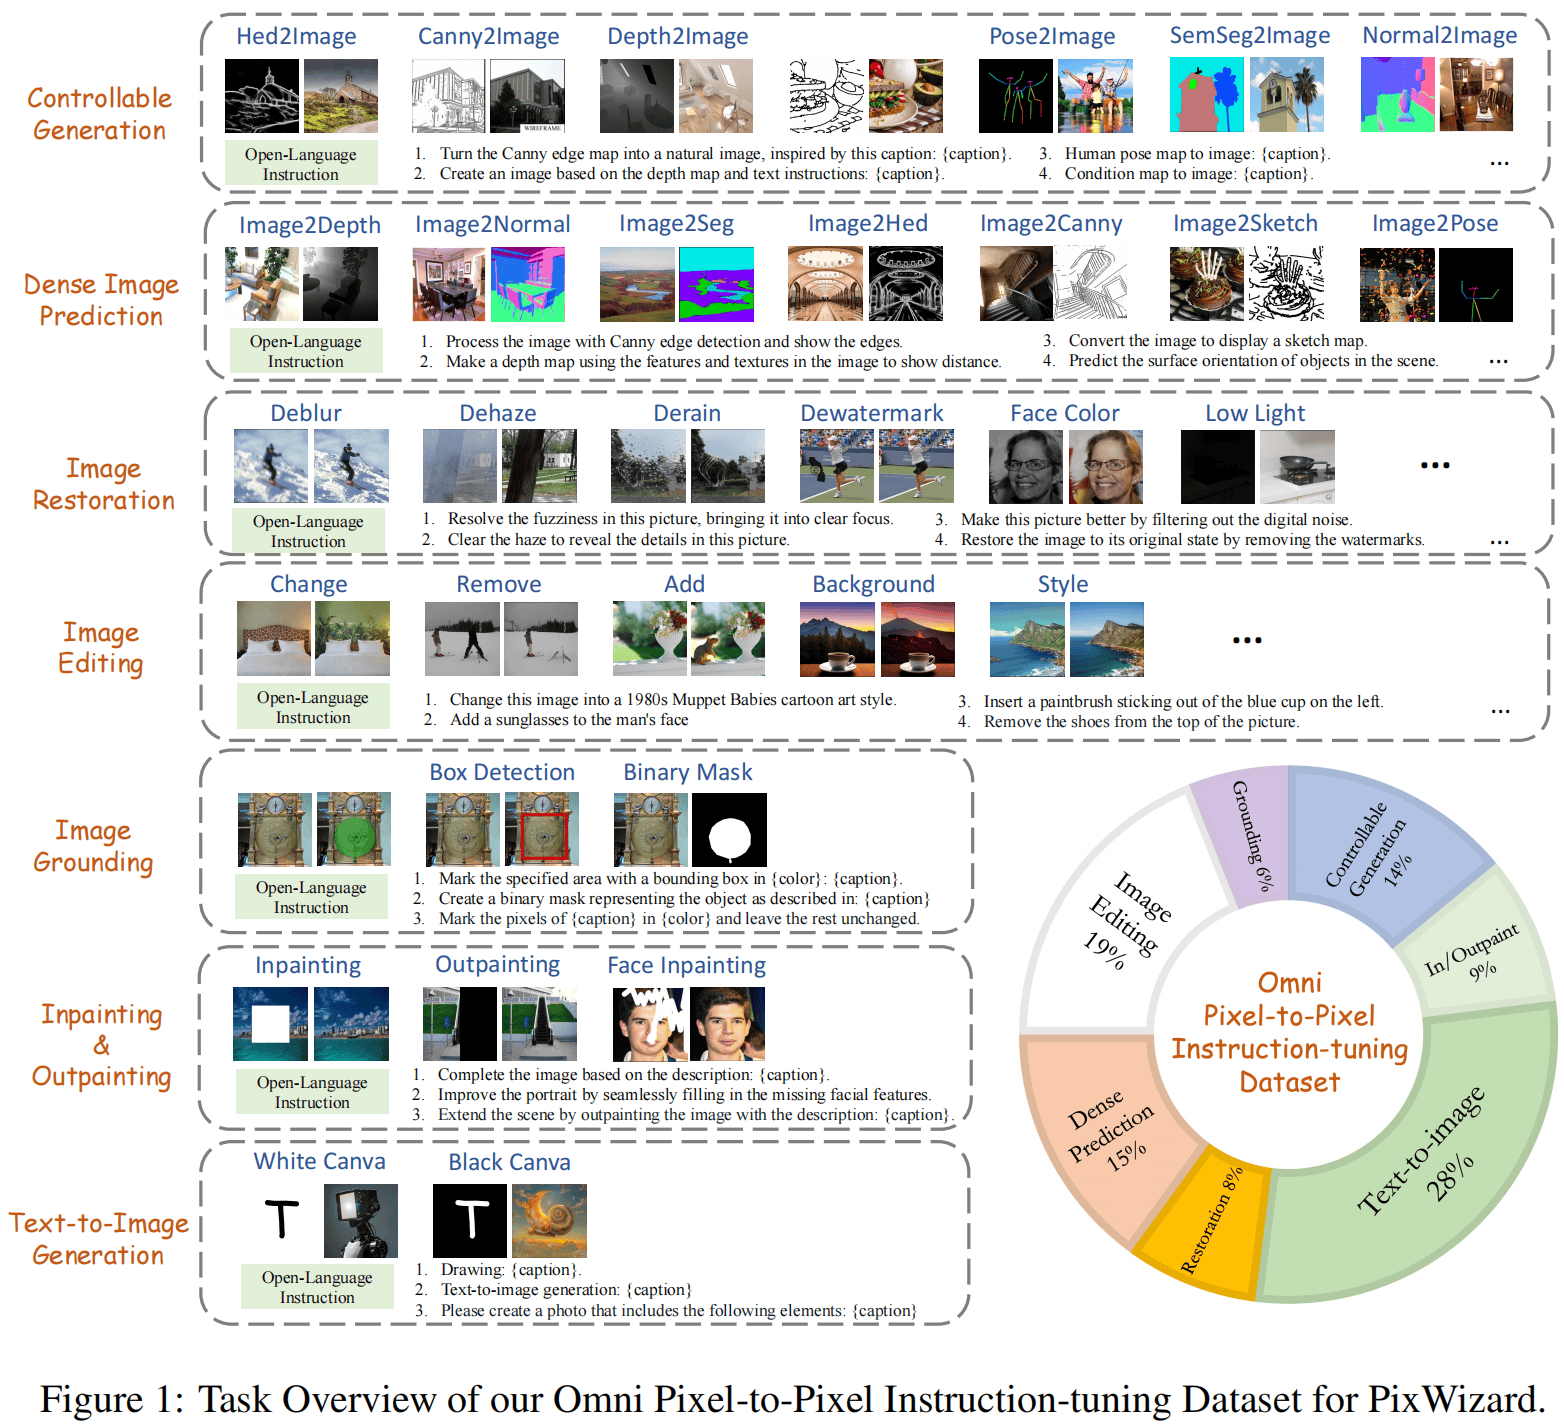 Hed2Image
Canny2Image
Depth2Image
Pose2Image
SemSeg2Image
Normal2Image
Controllable
Generation
WIREFRAME
Open-Language
Instruction
1. Turn the Canny edge map into a natural image, inspired by this caption: {caption}.
2. Create an image based on the depth map and text instructions: {caption}.
3. Human pose map to image: {caption}.
4. Condition map to image: {caption}.
...
Image2Depth
Image2Normal
Image2Seg
Image2Hed
Image2Canny
Image2Sketch
Image2Pose
Dense Image
Prediction
Open-Language
Instruction
1. Process the image with Canny edge detection and show the edges.
2. Make a depth map using the features and textures in the image to show distance.
3. Convert the image to display a sketch map.
4. Predict the surface orientation of objects in the scene.
...
Deblur
Dehaze
Derain
Dewatermark
Face Color
Low Light
Image
Restoration
...
Open-Language
Instruction
1. Resolve the fuzziness in this picture, bringing it into clear focus.
2. Clear the haze to reveal the details in this picture.
3. Make this picture better by filtering out the digital noise.
4. Restore the image to its original state by removing the watermarks.
...
Change
Remove
Add
Background
Style
Image
Editing
...
Open-Language
Instruction
1. Change this image into a 1980s Muppet Babies cartoon art style.
2. Add a sunglasses to the man's face
3. Insert a paintbrush sticking out of the blue cup on the left.
4. Remove the shoes from the top of the picture.
...
Box Detection
Binary Mask
Image
Grounding
Open-Language
Instruction
1. Mark the specified area with a bounding box in {color}: {caption}.
2. Create a binary mask representing the object as described in: {caption}
3. Mark the pixels of {caption} in {color} and leave the rest unchanged.
Inpainting
Outpainting
Face Inpainting
Inpainting
&
Outpainting
Open-Language
Instruction
1. Complete the image based on the description: {caption}.
2. Improve the portrait by seamlessly filling in the missing facial features.
3. Extend the scene by outpainting the image with the description: {caption}.
White Canva
Black Canva
T
T
Text-to-Image
Generation
Open-Language
Instruction
1. Drawing: {caption}.
2. Text-to-image generation: {caption}
3. Please create a photo that includes the following elements: {caption}
Grounding 6%
Controllable
Generation
14%
In/Outpaint
9%
Text-to-image
28%
Restoration 8%
Dense
Prediction
15%
Image
Editing
19%
Omni
Pixel-to-Pixel
Instruction-tuning
Dataset
Figure 1: Task Overview of our Omni Pixel-to-Pixel Instruction-tuning Dataset for PixWizard.